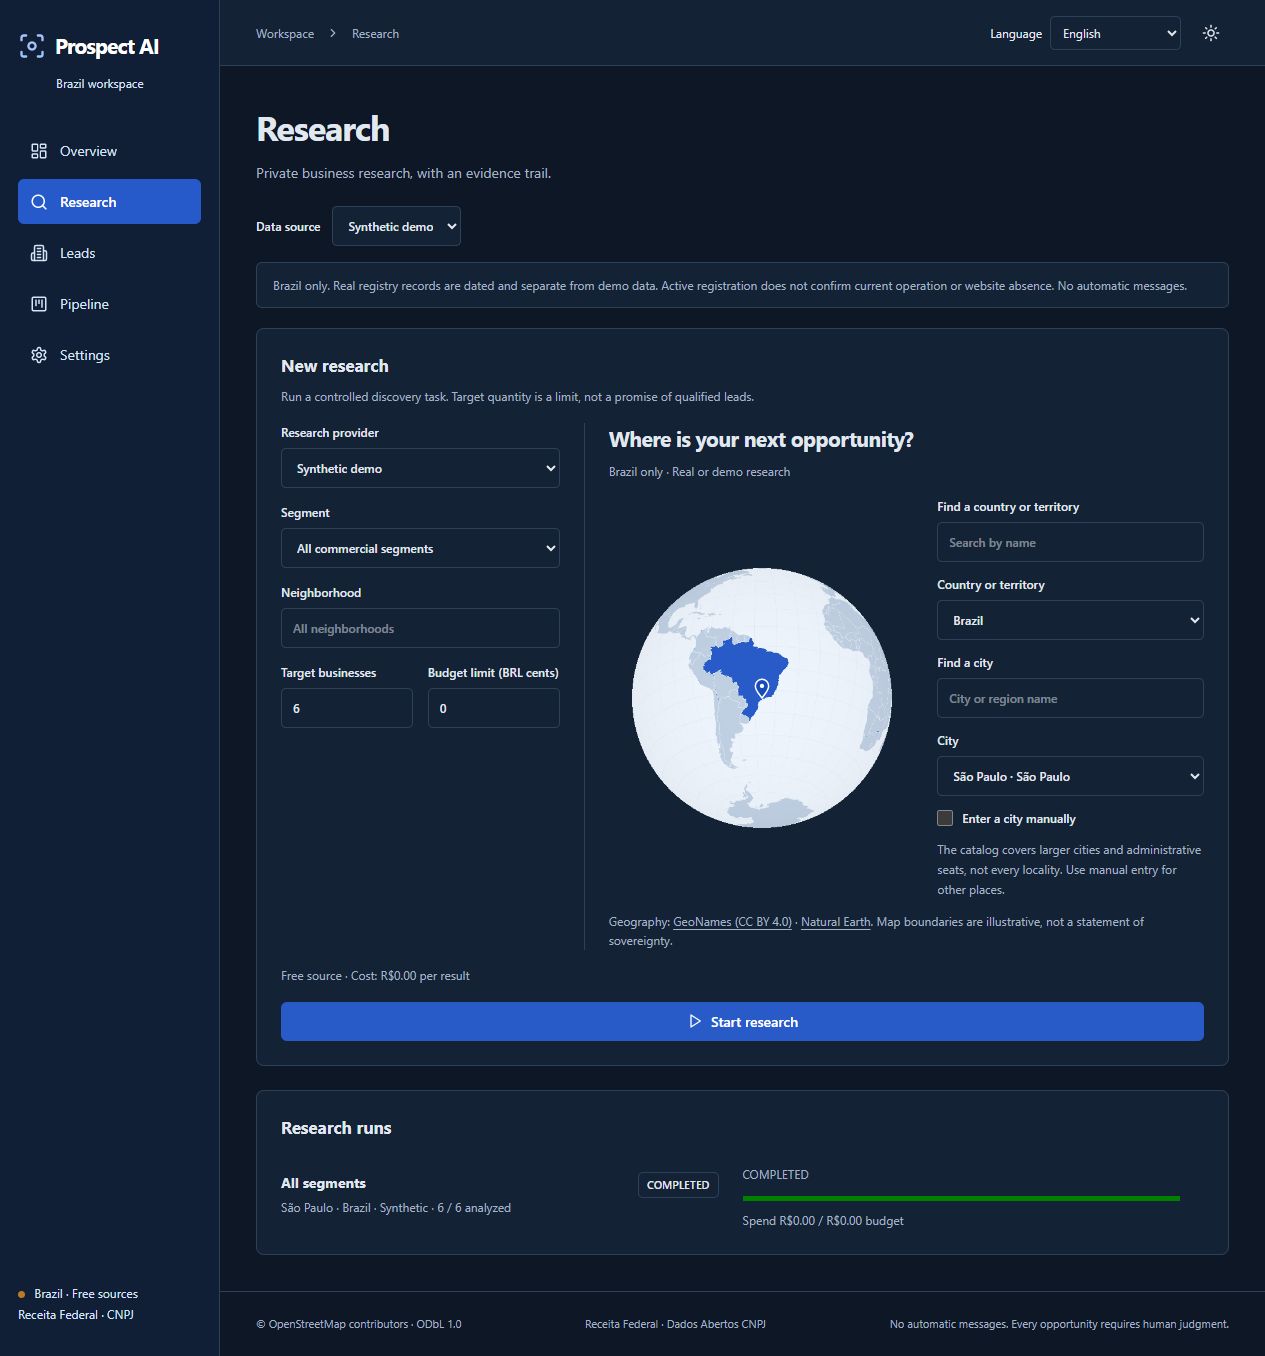 Prospect AI
Brazil workspace
Overview
Research
Leads
Pipeline
Settings
Brazil · Free sources
Receita Federal · CNPJ
Workspace > Research
Language English
Research
Private business research, with an evidence trail.
Data source Synthetic demo
Brazil only. Real registry records are dated and separate from demo data. Active registration does not confirm current operation or website absence. No automatic messages.
New research
Run a controlled discovery task. Target quantity is a limit, not a promise of qualified leads.
Research provider
Synthetic demo
Segment
All commercial segments
Neighborhood
All neighborhoods
Target businesses Budget limit (BRL cents)
6 0
Where is your next opportunity?
Brazil only · Real or demo research
Find a country or territory
Search by name
Country or territory
Brazil
Find a city
City or region name
City
São Paulo · São Paulo
Enter a city manually
The catalog covers larger cities and administrative
seats, not every locality. Use manual entry for
other places.
Geography: GeoNames (CC BY 4.0) · Natural Earth. Map boundaries are illustrative, not a statement of
sovereignty.
Free source · Cost: R$0.00 per result
Start research
Research runs
All segments
São Paulo · Brazil · Synthetic · 6 / 6 analyzed
COMPLETED
COMPLETED
Spend R$0.00 / R$0.00 budget
© OpenStreetMap contributors · ODbL 1.0
Receita Federal · Dados Abertos CNPJ
No automatic messages. Every opportunity requires human judgment.